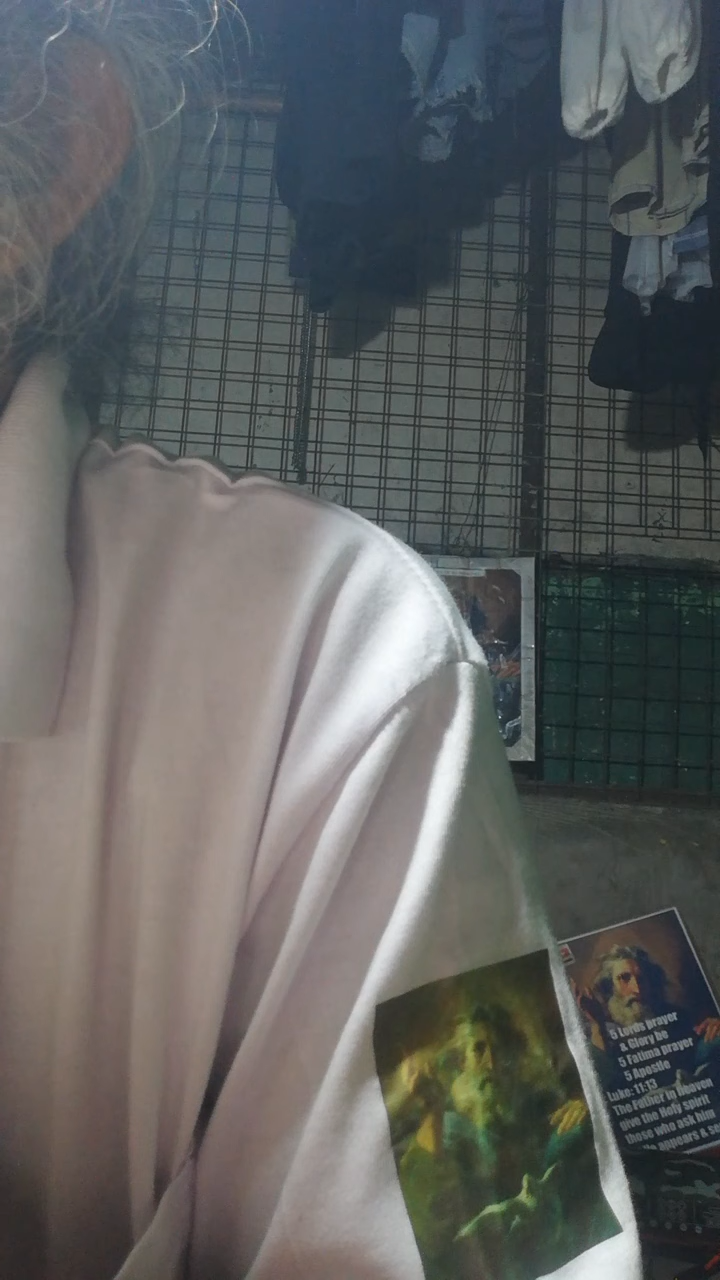 5 Lords prayer
& Glory be
5 Fatima prayer
5 Apostle
Luke: 11:13
The Father in heaven
give the Holy spirit
those who ask him
appears &